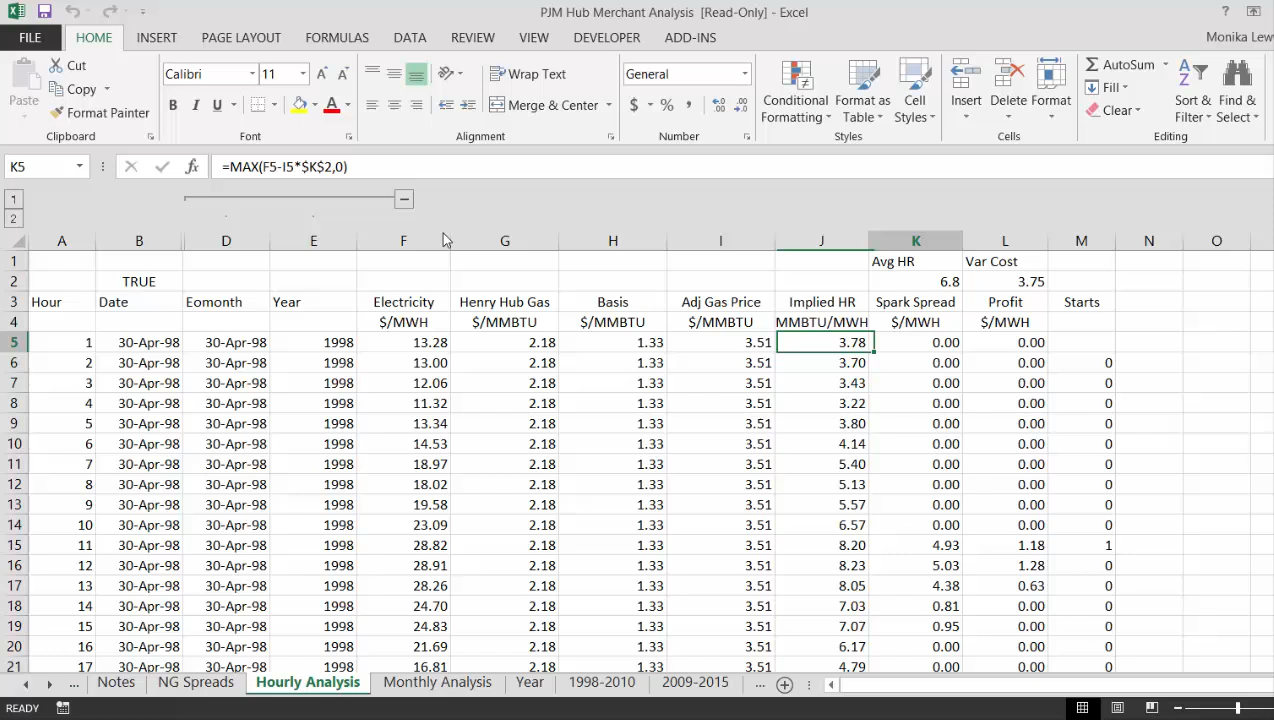 PJM Hub Merchant Analysis [Read-Only] - Excel
FILE HOME INSERT PAGE LAYOUT FORMULAS DATA REVIEW VIEW DEVELOPER ADD-INS Monika Lew
Paste
Cut
Copy
Format Painter
Clipboard
Calibri 11
B I U
Font
Wrap Text
Merge & Center
Alignment
General
$ % ,
Number
Conditional Formatting
Format as Table
Cell Styles
Styles
Insert Delete Format
Cells
AutoSum
Fill
Clear
Sort & Filter
Find & Select
Editing
K5 fx =MAX(F5-I5*$K$2,0)
1
2
A B D E F G H I J K L M N O
1 Avg HR Var Cost
2 TRUE 6.8 3.75
3 Hour Date Eomonth Year Electricity Henry Hub Gas Basis Adj Gas Price Implied HR Spark Spread Profit Starts
4 $/MWH $/MMBTU $/MMBTU $/MMBTU MMBTU/MWH $/MWH $/MWH
5 1 30-Apr-98 30-Apr-98 1998 13.28 2.18 1.33 3.51 3.78 0.00 0.00
6 2 30-Apr-98 30-Apr-98 1998 13.00 2.18 1.33 3.51 3.70 0.00 0.00 0
7 3 30-Apr-98 30-Apr-98 1998 12.06 2.18 1.33 3.51 3.43 0.00 0.00 0
8 4 30-Apr-98 30-Apr-98 1998 11.32 2.18 1.33 3.51 3.22 0.00 0.00 0
9 5 30-Apr-98 30-Apr-98 1998 13.34 2.18 1.33 3.51 3.80 0.00 0.00 0
10 6 30-Apr-98 30-Apr-98 1998 14.53 2.18 1.33 3.51 4.14 0.00 0.00 0
11 7 30-Apr-98 30-Apr-98 1998 18.97 2.18 1.33 3.51 5.40 0.00 0.00 0
12 8 30-Apr-98 30-Apr-98 1998 18.02 2.18 1.33 3.51 5.13 0.00 0.00 0
13 9 30-Apr-98 30-Apr-98 1998 19.58 2.18 1.33 3.51 5.57 0.00 0.00 0
14 10 30-Apr-98 30-Apr-98 1998 23.09 2.18 1.33 3.51 6.57 0.00 0.00 0
15 11 30-Apr-98 30-Apr-98 1998 28.82 2.18 1.33 3.51 8.20 4.93 1.18 1
16 12 30-Apr-98 30-Apr-98 1998 28.91 2.18 1.33 3.51 8.23 5.03 1.28 0
17 13 30-Apr-98 30-Apr-98 1998 28.26 2.18 1.33 3.51 8.05 4.38 0.63 0
18 14 30-Apr-98 30-Apr-98 1998 24.70 2.18 1.33 3.51 7.03 0.81 0.00 0
19 15 30-Apr-98 30-Apr-98 1998 24.83 2.18 1.33 3.51 7.07 0.95 0.00 0
20 16 30-Apr-98 30-Apr-98 1998 21.69 2.18 1.33 3.51 6.17 0.00 0.00 0
21 17 30-Apr-98 30-Apr-98 1998 16.81 2.18 1.33 3.51 4.79 0.00 0.00 0
... Notes NG Spreads Hourly Analysis Monthly Analysis Year 1998-2010 2009-2015 ...
READY